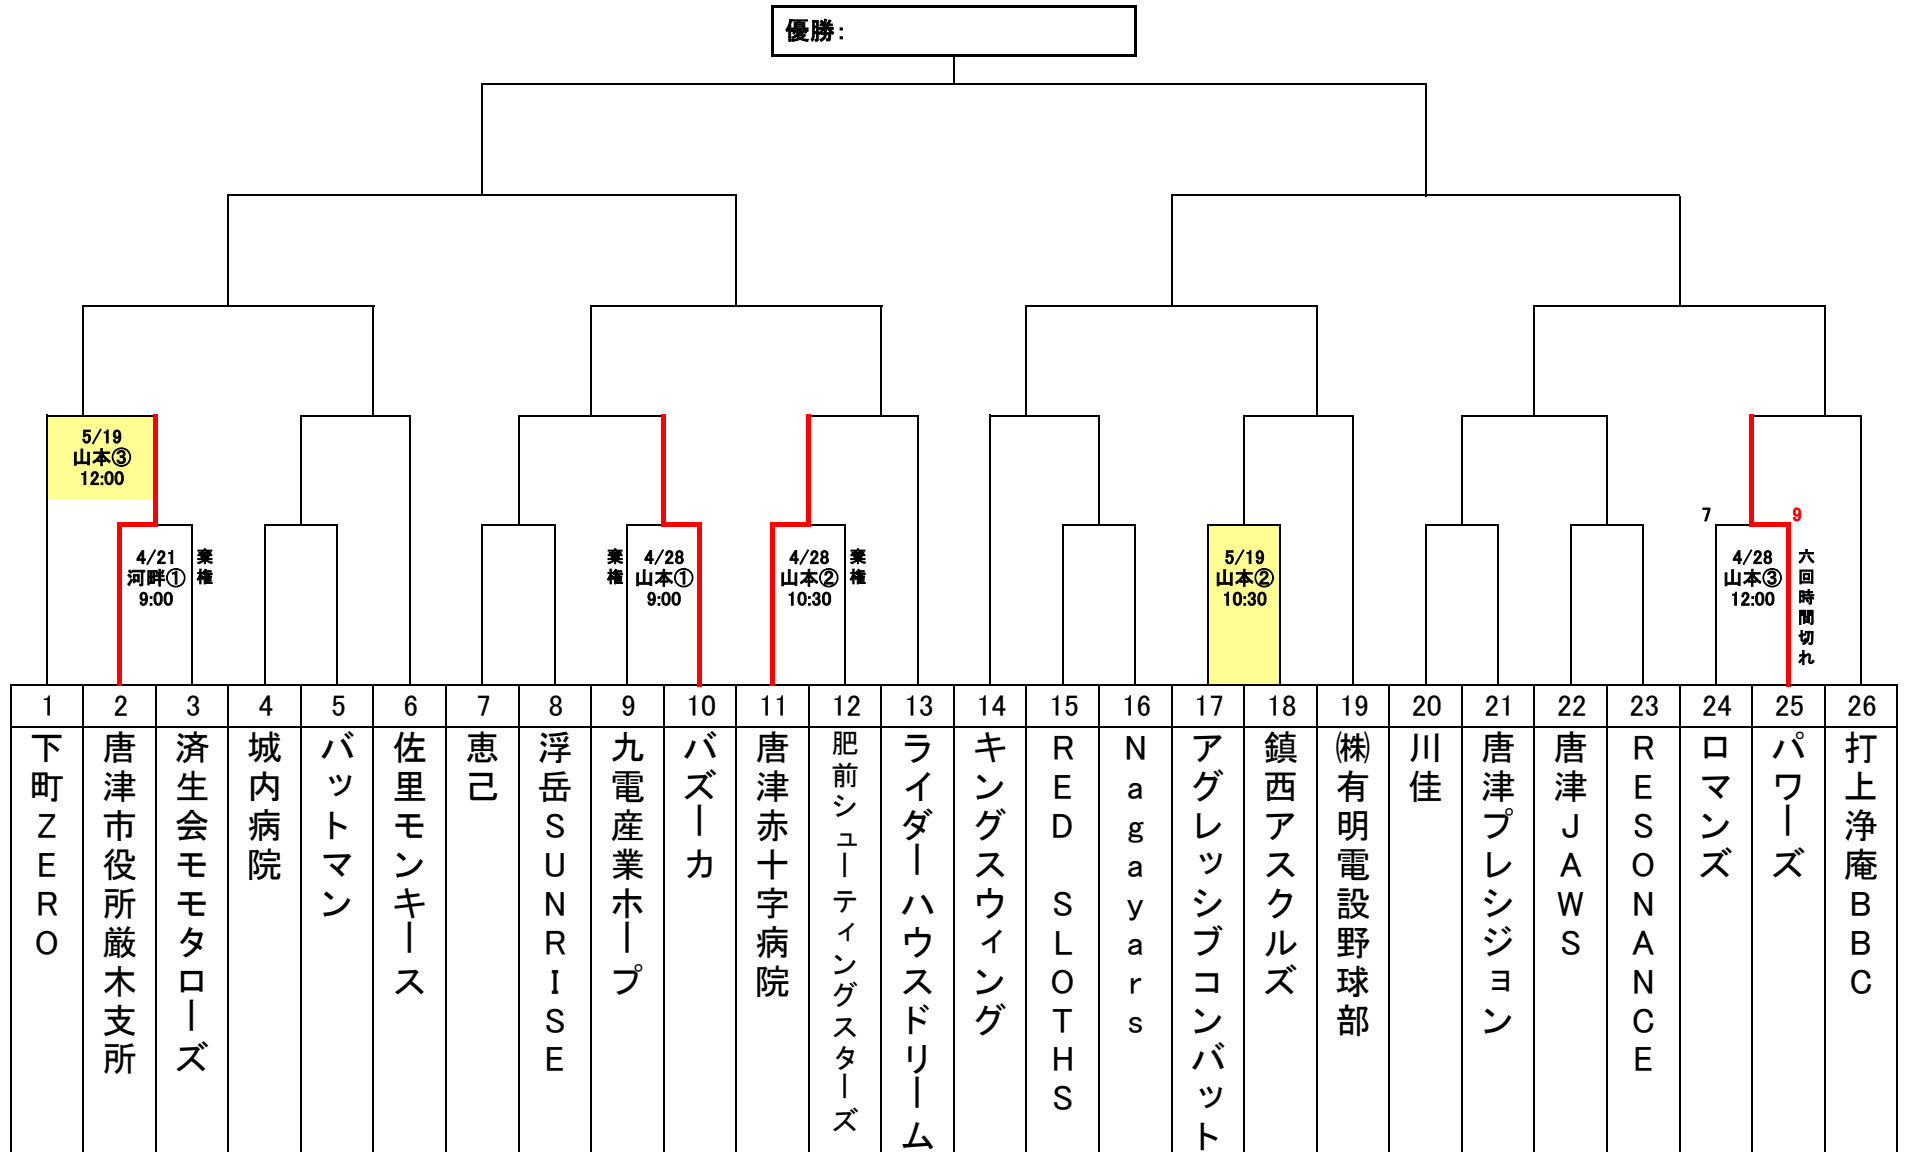 優勝：
5/19
山本③
12:00
4/21
河畔①
9:00
棄権
棄権
4/28
山本①
9:00
4/28
山本②
10:30
棄権
5/19
山本②
10:30
7
9
4/28
山本③
12:00
六回時間切れ
1
2
3
4
5
6
7
8
9
10
11
12
13
14
15
16
17
18
19
20
21
22
23
24
25
26
下町ZERO
唐津市役所厳木支所
済生会モモタローズ
城内病院
バットマン
佐里モンキース
恵己
浮岳SUNRISE
九電産業ホープ
バズーカ
唐津赤十字病院
肥前シューティングスターズ
ライダーハウスドリーム
キングスウィング
RED SLOTHS
Nagayars
アグレッシブコンバット
鎮西アスクルズ
㈱有明電設野球部
川佳
唐津プレシジョン
唐津JAWS
RESONANCE
ロマンズ
パワーズ
打上浄庵BBC